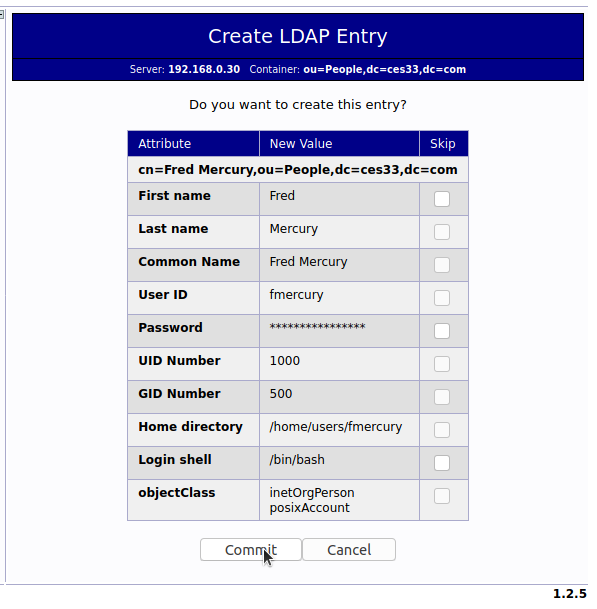 Create LDAP Entry
Server: 192.168.0.30 Container: ou=People,dc=ces33,dc=com
Do you want to create this entry?
Attribute New Value Skip
cn=Fred Mercury,ou=People,dc=ces33,dc=com
First name Fred
Last name Mercury
Common Name Fred Mercury
User ID fmercury
Password ****************
UID Number 1000
GID Number 500
Home directory /home/users/fmercury
Login shell /bin/bash
objectClass inetOrgPerson
posixAccount
Commit Cancel
1.2.5